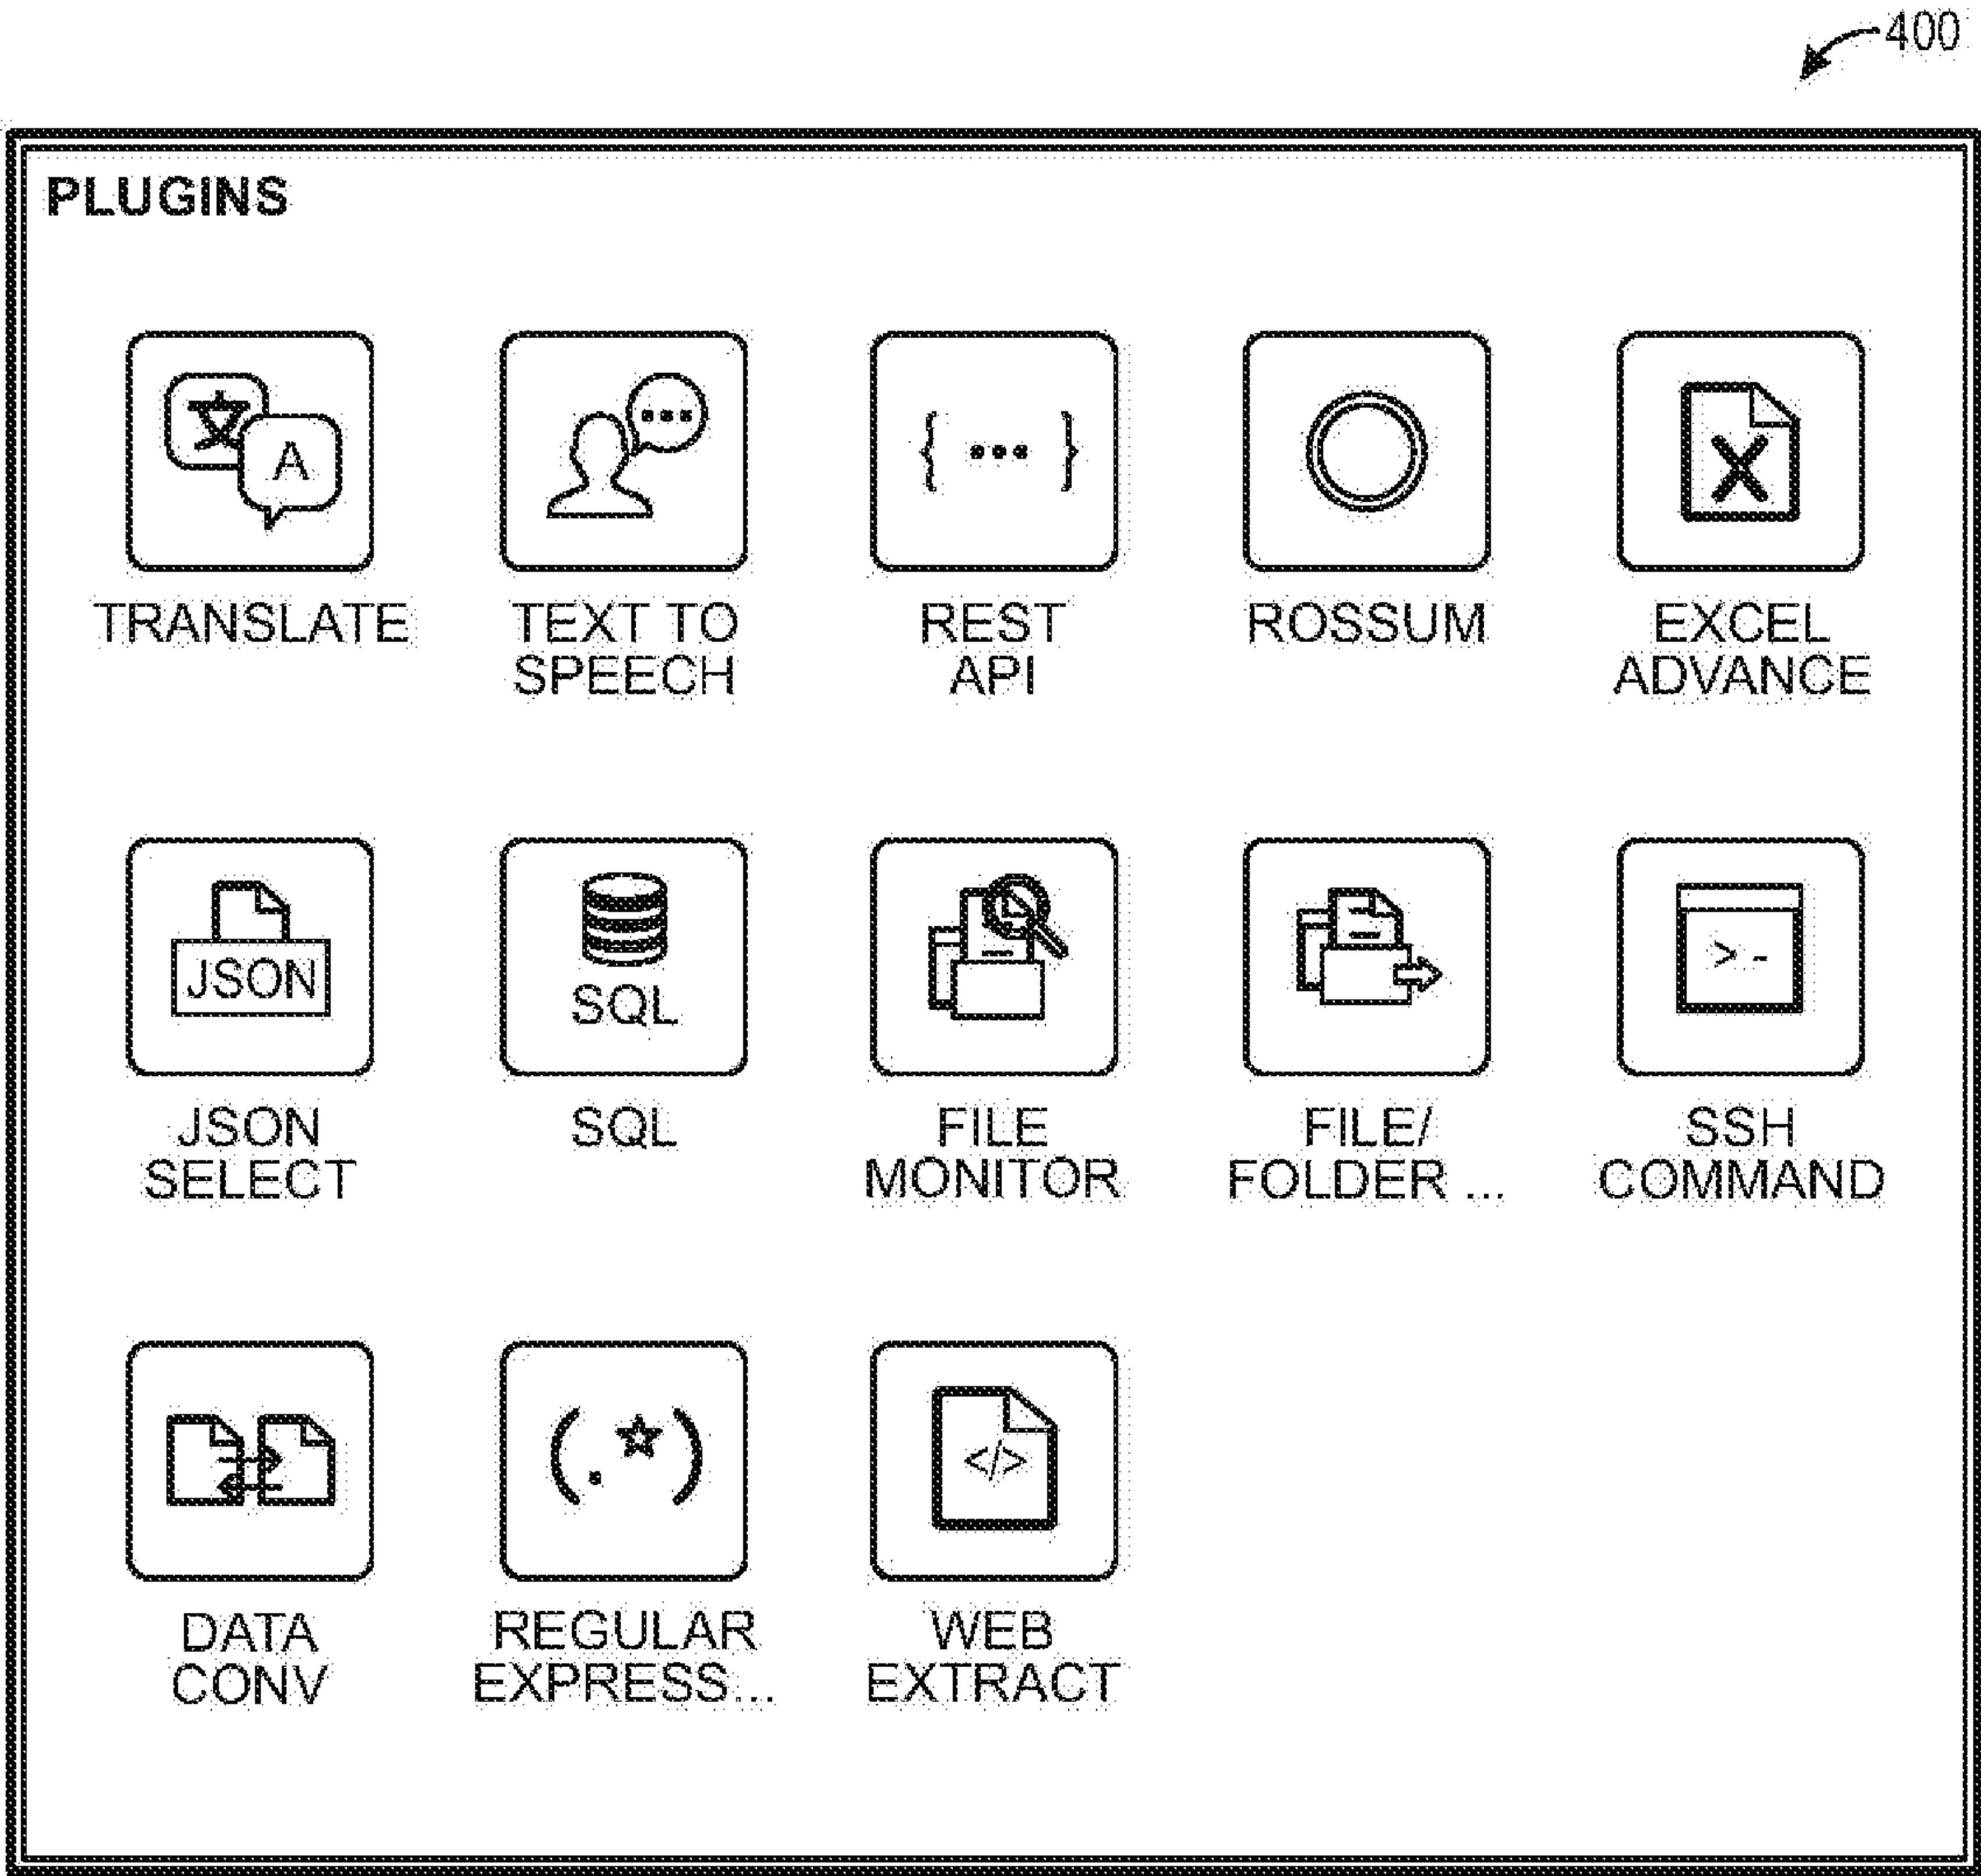 400
PLUGINS
文
A
{ ... }
X
TRANSLATE
TEXT TO
SPEECH
REST
API
ROSSUM
EXCEL
ADVANCE
JSON
SQL
>-
JSON
SELECT
SQL
FILE
MONITOR
FILE/
FOLDER ...
SSH
COMMAND
(.☆)
</>
DATA
CONV
REGULAR
EXPRESS...
WEB
EXTRACT